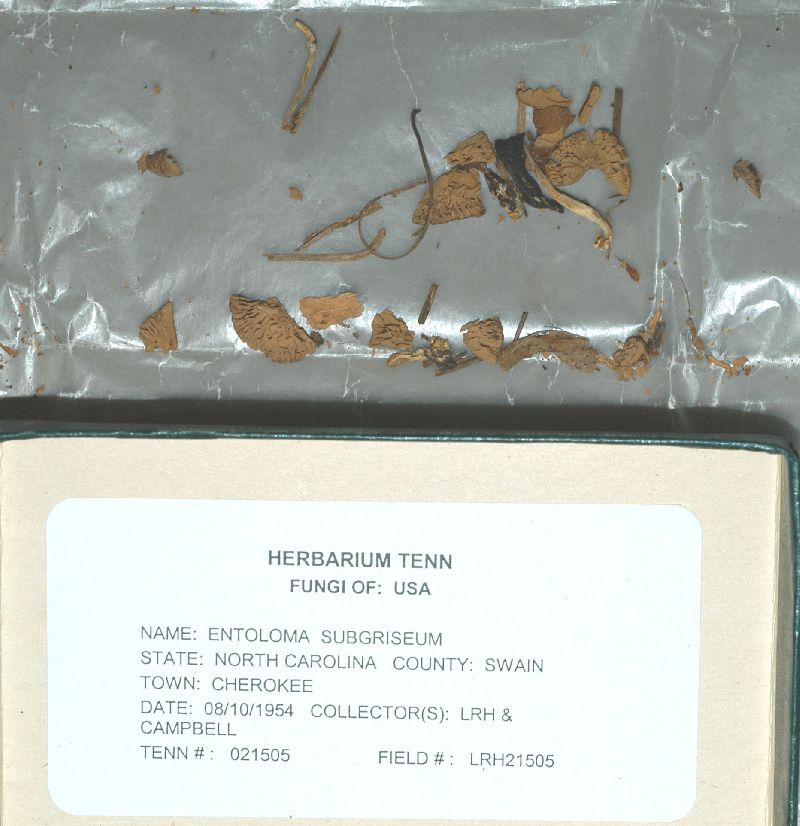 HERBARIUM TENN
FUNGI OF: USA
NAME: ENTOLOMA SUBGRISEUM
STATE: NORTH CAROLINA COUNTY: SWAIN
TOWN: CHEROKEE
DATE: 08/10/1954 COLLECTOR(S): LRH &
CAMPBELL
TENN # : 021505 FIELD # : LRH21505